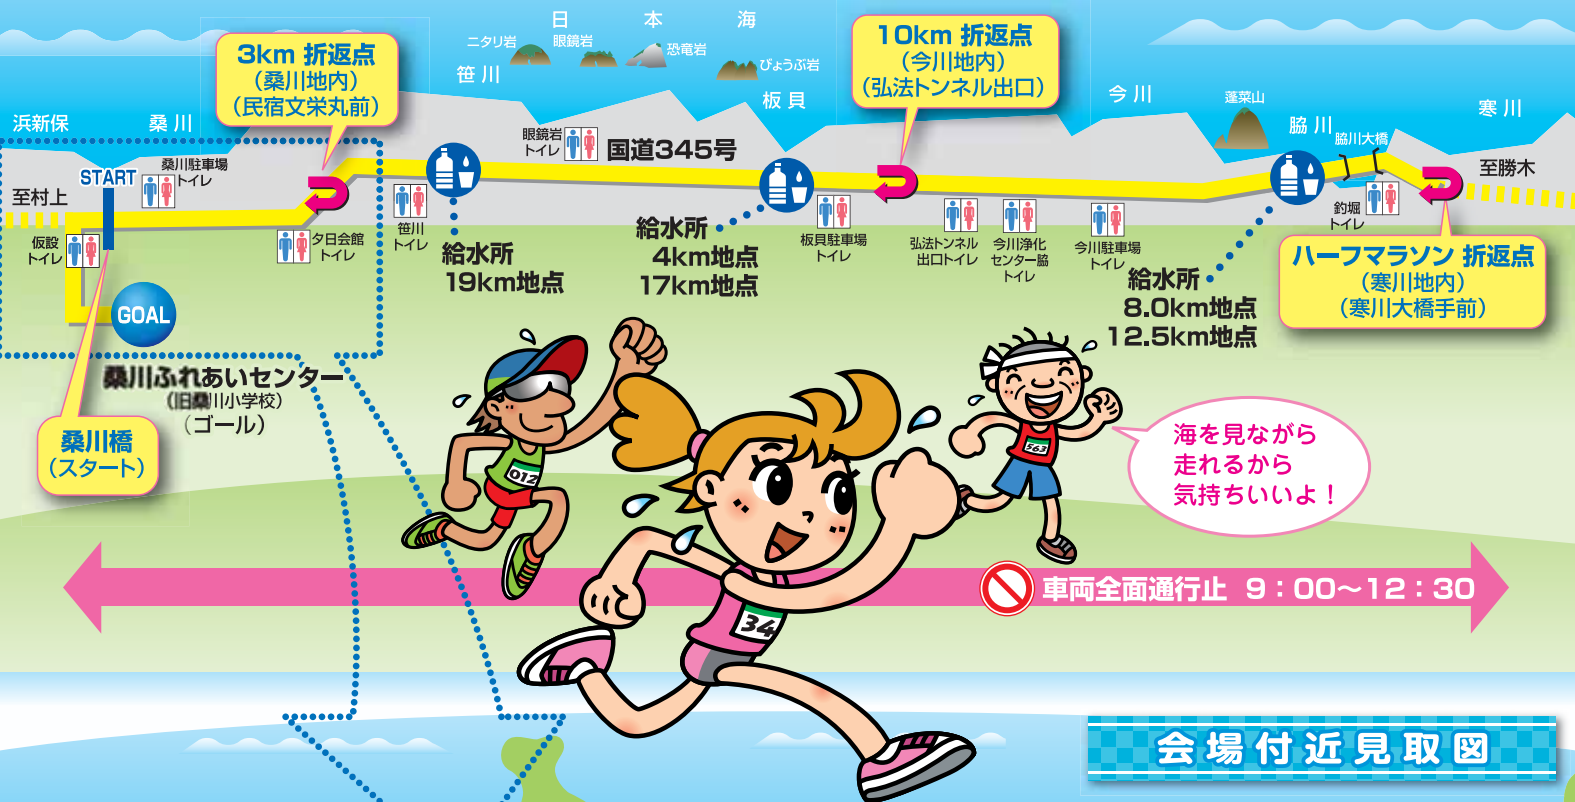 日本海
ニタリ岩
眼鏡岩
恐竜岩
びょうぶ岩
浜新保
桑川
笹川
板貝
今川
蓬菜山
脇川
脇川大橋
寒川
3km 折返点
(桑川地内)
(民宿文栄丸前)
10km 折返点
(今川地内)
(弘法トンネル出口)
START
桑川駐車場
トイレ
眼鏡岩
トイレ
国道345号
至村上
至勝木
仮設
トイレ
夕日会館
トイレ
笹川
トイレ
給水所
19km地点
給水所
4km地点
17km地点
板貝駐車場
トイレ
弘法トンネル
出口トイレ
今川浄化
センター脇
トイレ
今川駐車場
トイレ
給水所
8.0km地点
12.5km地点
釣堀
トイレ
ハーフマラソン 折返点
(寒川地内)
(寒川大橋手前)
GOAL
桑川ふれあいセンター
(旧桑川小学校)
(ゴール)
桑川橋
(スタート)
012
34
563
海を見ながら
走れるから
気持ちいいよ！
車両全面通行止 9：00～12：30
会場付近見取図